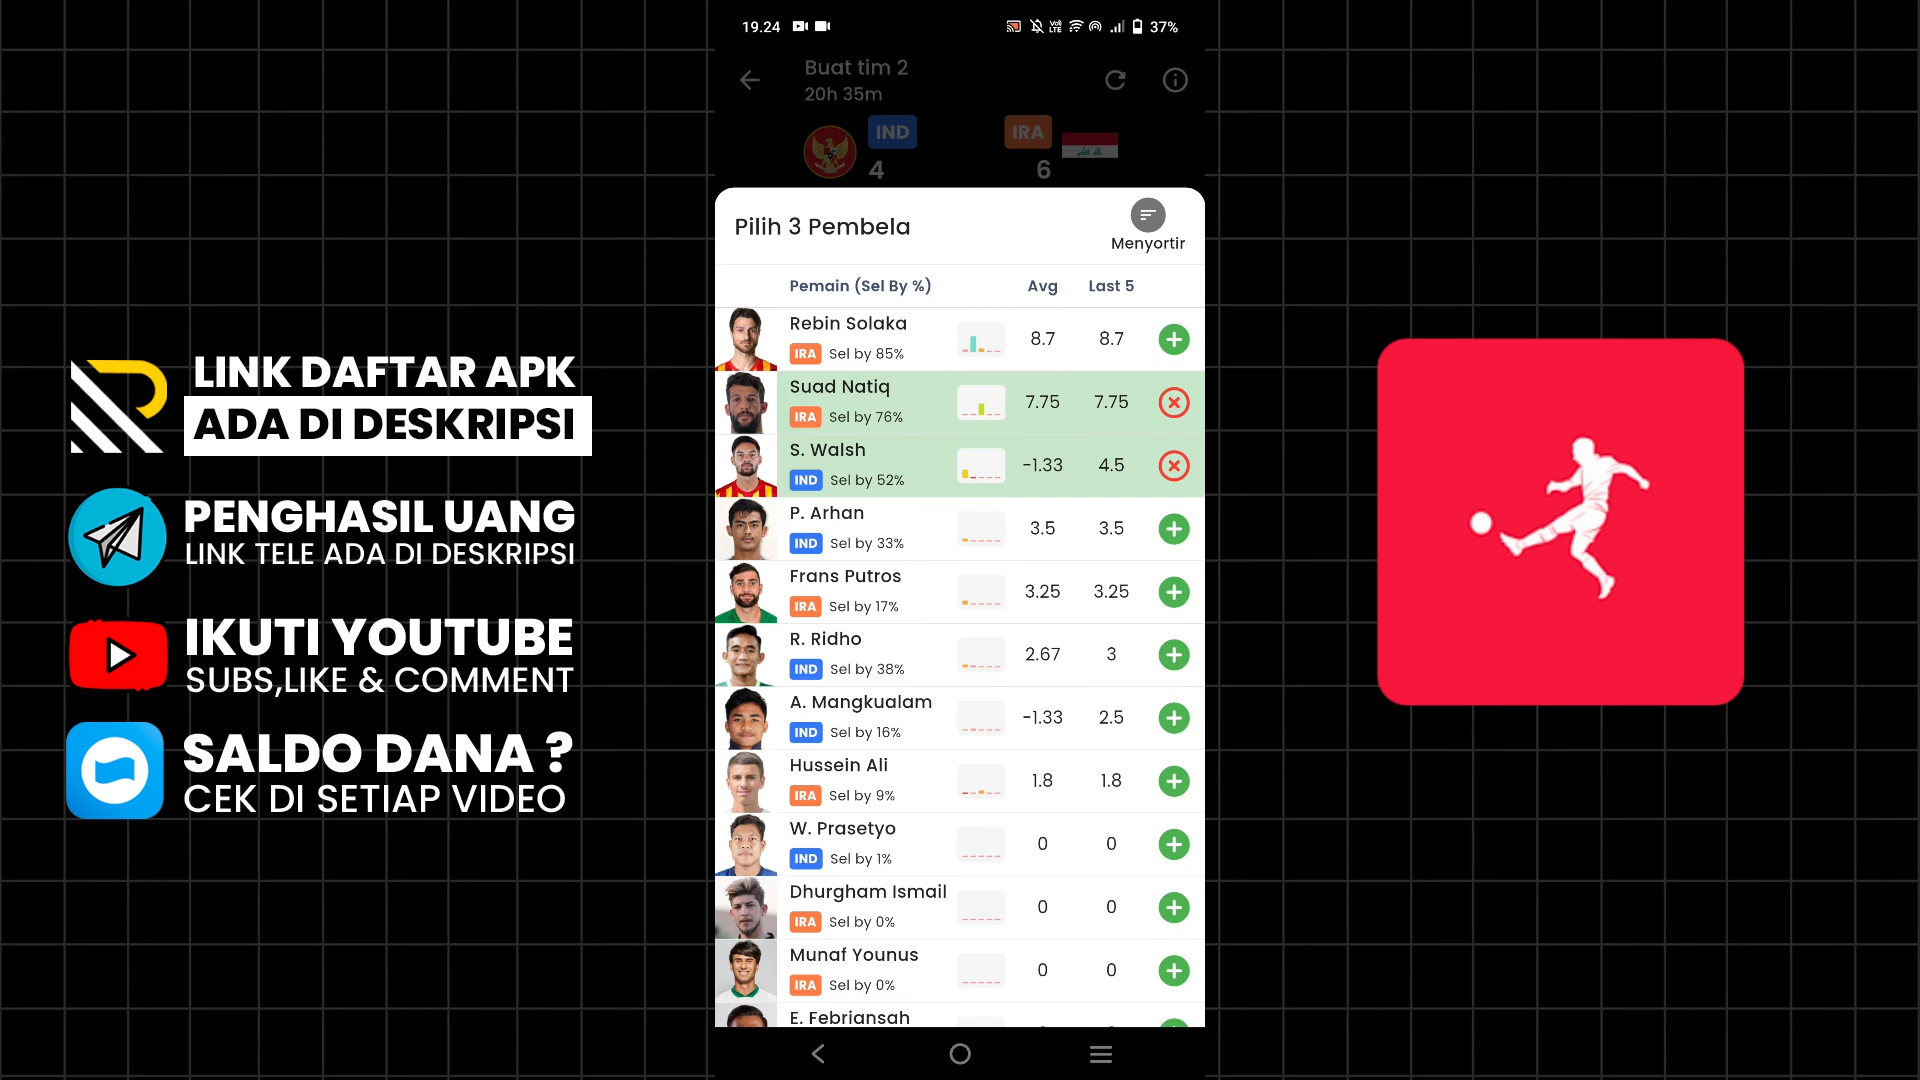 19.24
37%
Buat tim 2
20h 35m
IND
4
IRA
6
Pilih 3 Pembela
Menyortir
Pemain (Sel By %) Avg Last 5
Rebin Solaka
IRA Sel by 85% 8.7 8.7
Suad Natiq
IRA Sel by 76% 7.75 7.75
S. Walsh
IND Sel by 52% -1.33 4.5
P. Arhan
IND Sel by 33% 3.5 3.5
Frans Putros
IRA Sel by 17% 3.25 3.25
R. Ridho
IND Sel by 38% 2.67 3
A. Mangkualam
IND Sel by 16% -1.33 2.5
Hussein Ali
IRA Sel by 9% 1.8 1.8
W. Prasetyo
IND Sel by 1% 0 0
Dhurgham Ismail
IRA Sel by 0% 0 0
Munaf Younus
IRA Sel by 0% 0 0
E. Febriansah
LINK DAFTAR APK
ADA DI DESKRIPSI
PENGHASIL UANG
LINK TELE ADA DI DESKRIPSI
IKUTI YOUTUBE
SUBS,LIKE & COMMENT
SALDO DANA ?
CEK DI SETIAP VIDEO